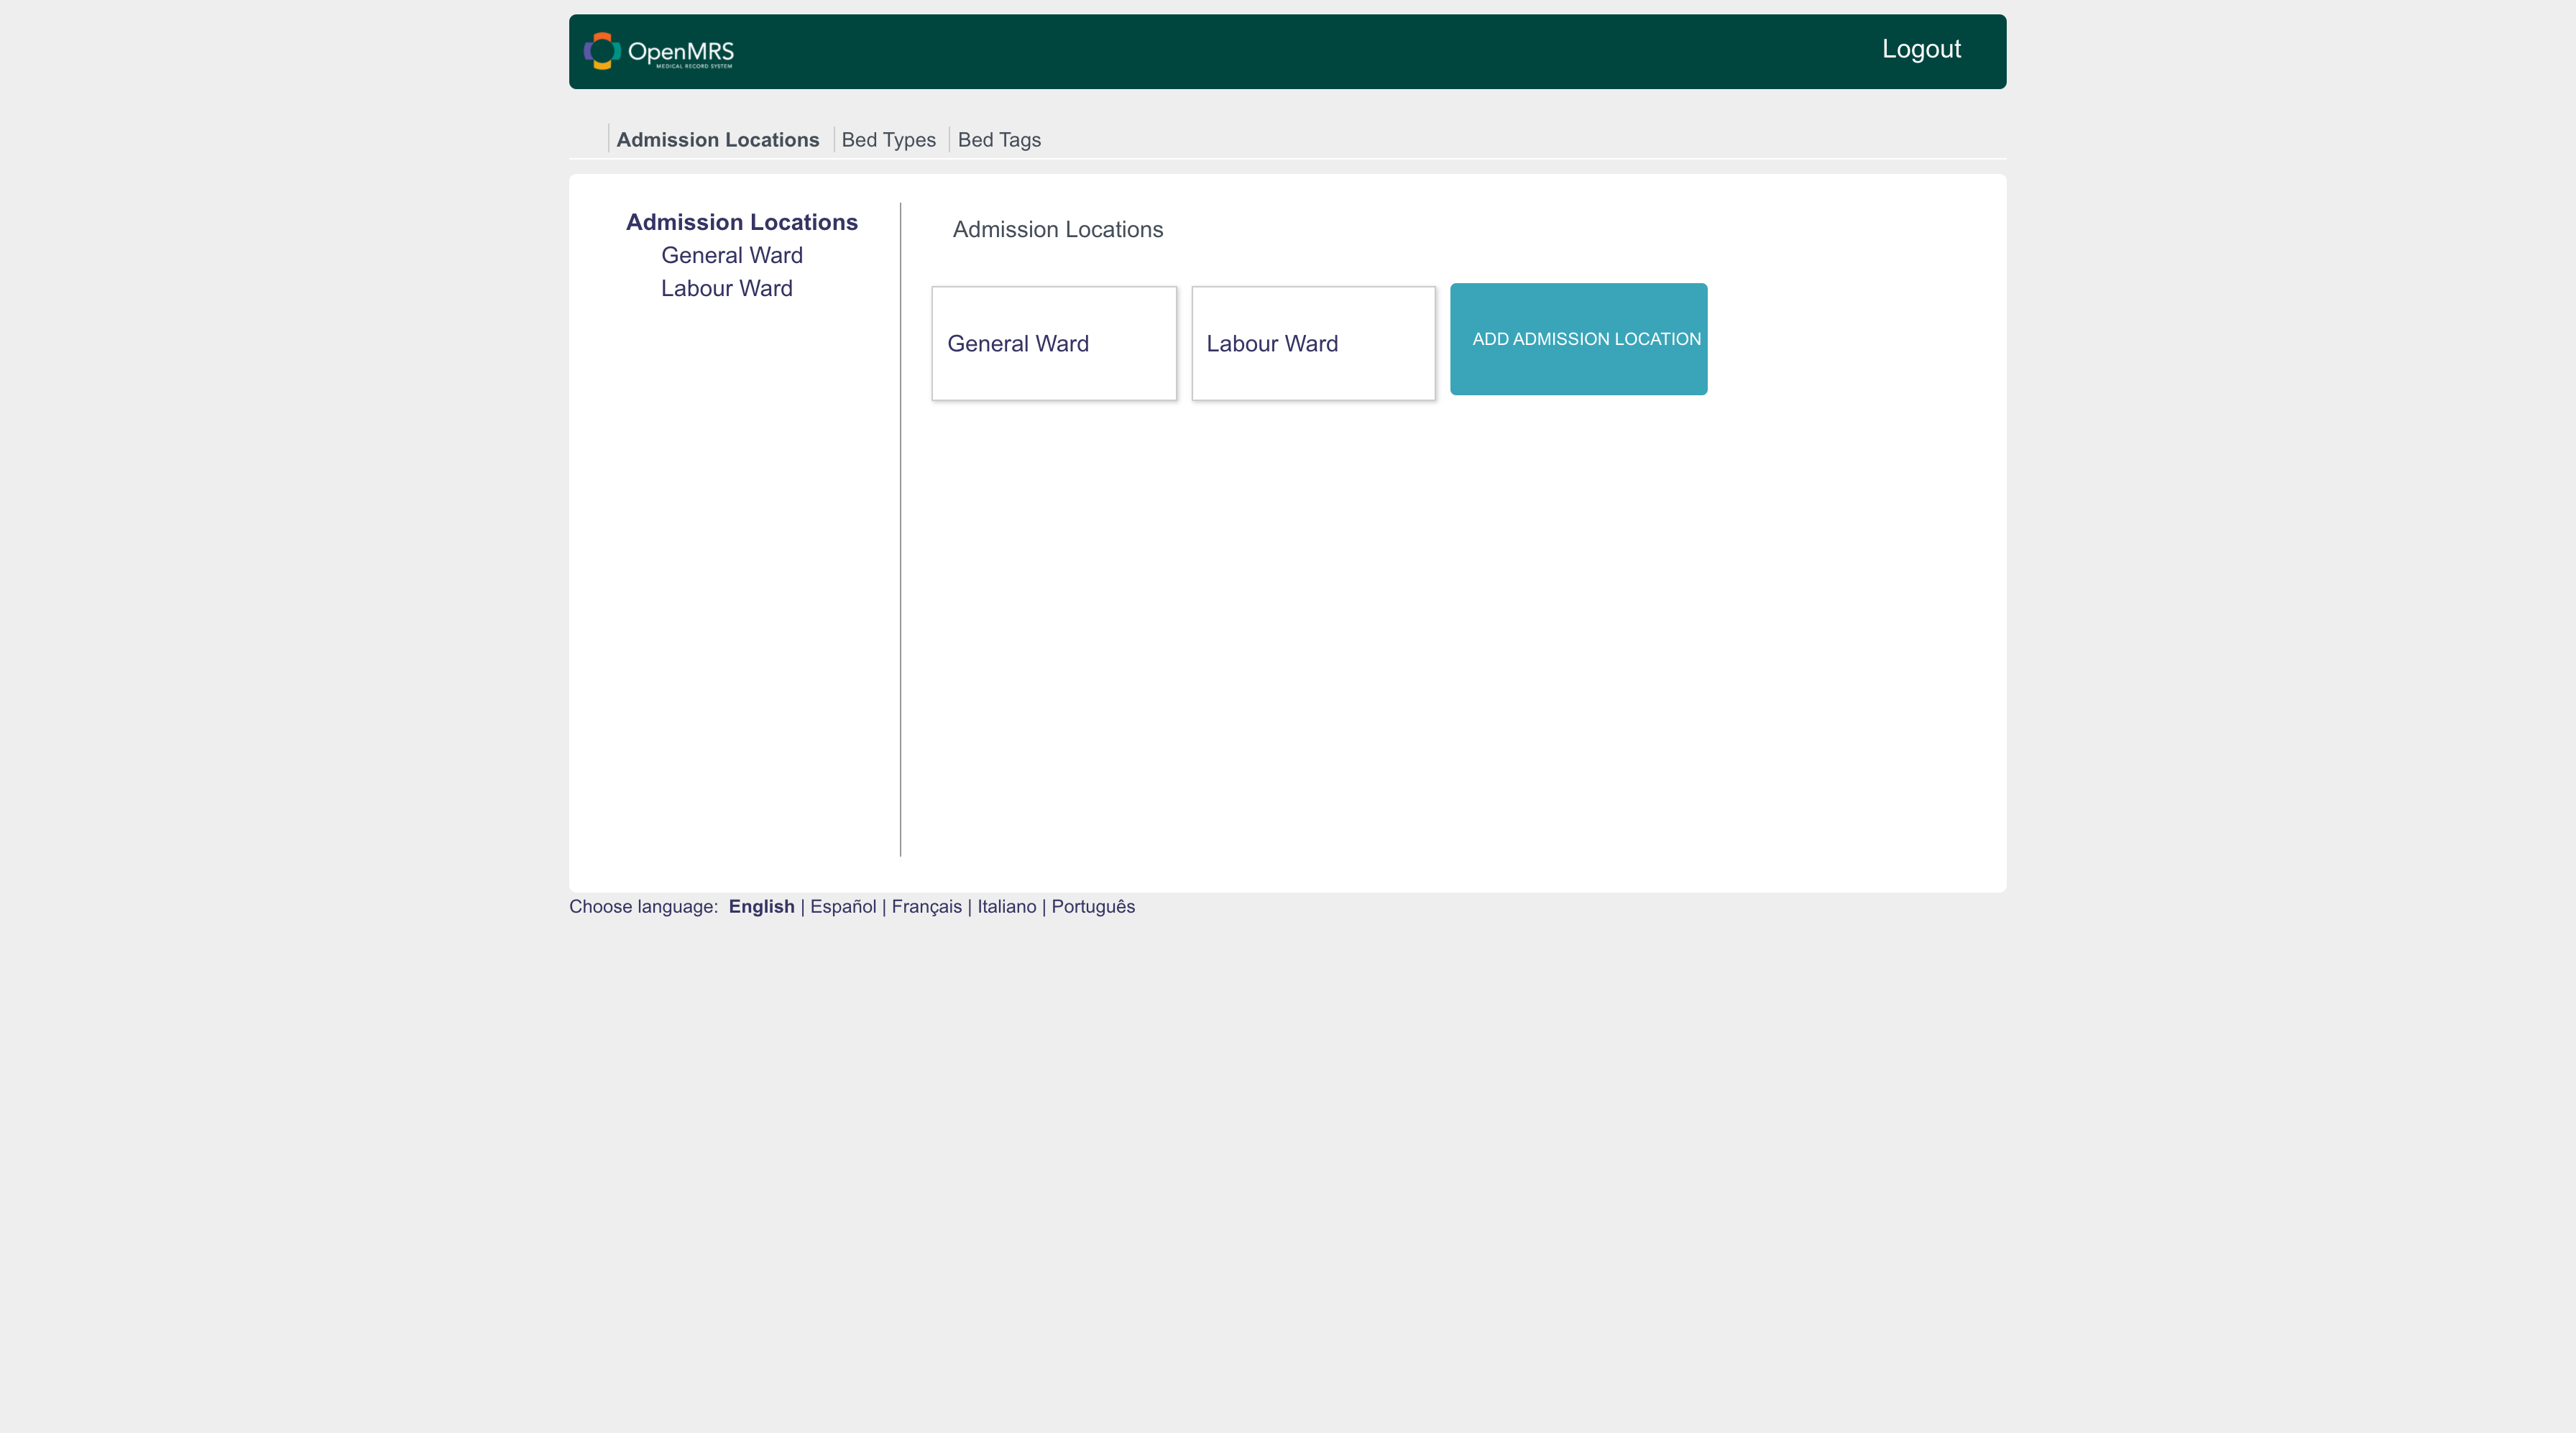 OpenMRS
MEDICAL RECORD SYSTEM
Logout
Admission Locations
Bed Types
Bed Tags
Admission Locations
General Ward
Labour Ward
Admission Locations
General Ward
Labour Ward
ADD ADMISSION LOCATION
Choose language: English | Español | Français | Italiano | Português